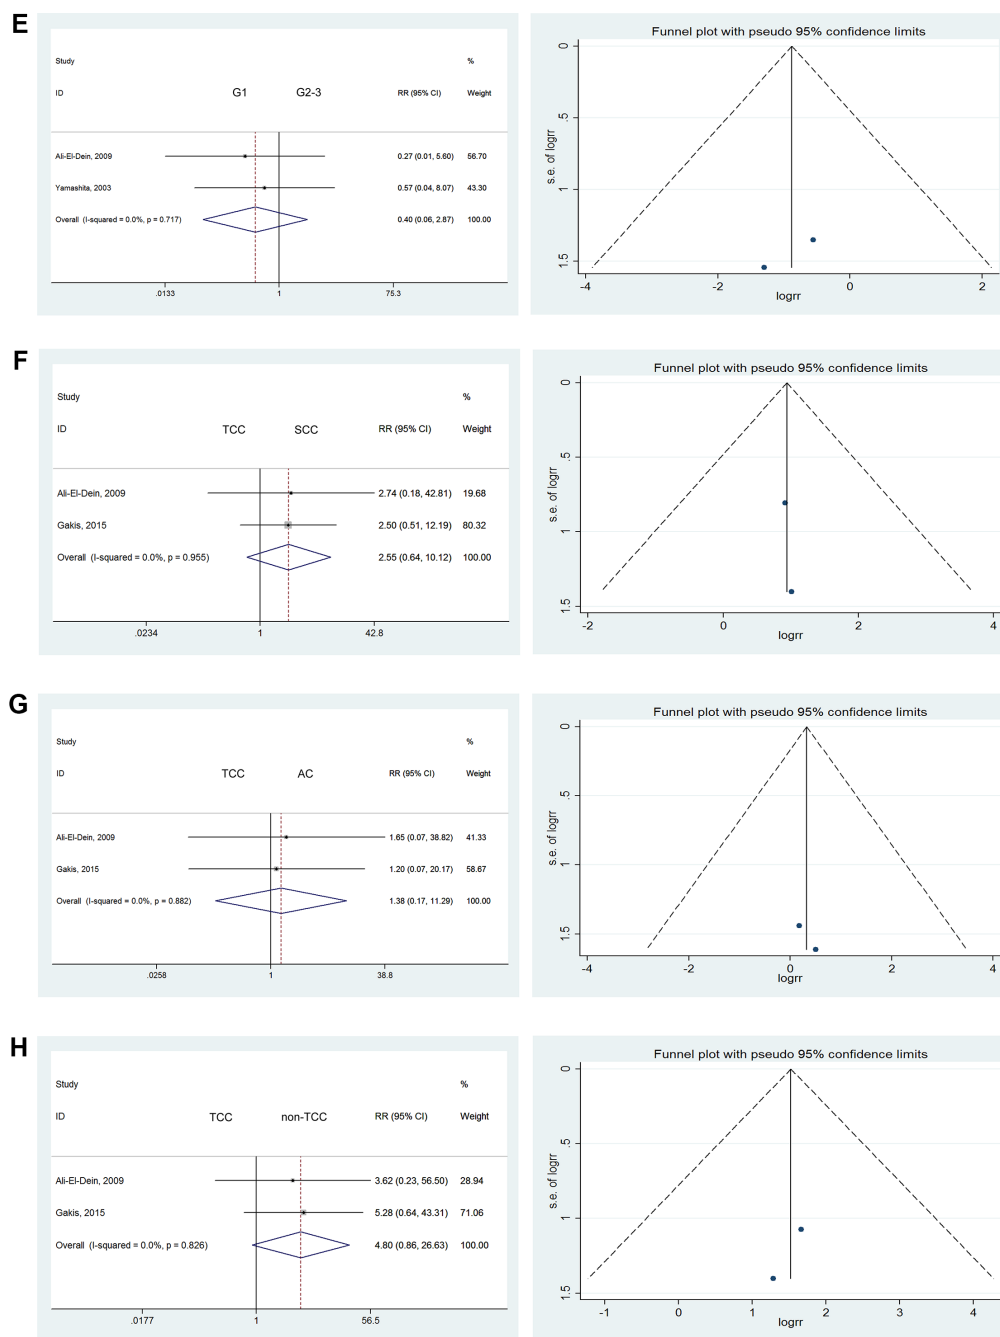 E
Study
%
ID G1 G2-3 RR (95% CI) Weight
Ali-El-Dein, 2009 0.27 (0.01, 5.60) 56.70
Yamashita, 2003 0.57 (0.04, 8.07) 43.30
Overall (I-squared = 0.0%, p = 0.717) 0.40 (0.06, 2.87) 100.00
.0133 1 75.3
Funnel plot with pseudo 95% confidence limits
s.e. of logrr
0
.5
1
1.5
-4 -2 0 2
logrr
F
Study
%
ID TCC SCC RR (95% CI) Weight
Ali-El-Dein, 2009 2.74 (0.18, 42.81) 19.68
Gakis, 2015 2.50 (0.51, 12.19) 80.32
Overall (I-squared = 0.0%, p = 0.955) 2.55 (0.64, 10.12) 100.00
.0234 1 42.8
Funnel plot with pseudo 95% confidence limits
s.e. of logrr
0
.5
1
1.5
-2 0 2 4
logrr
G
Study
%
ID TCC AC RR (95% CI) Weight
Ali-El-Dein, 2009 1.65 (0.07, 38.82) 41.33
Gakis, 2015 1.20 (0.07, 20.17) 58.67
Overall (I-squared = 0.0%, p = 0.882) 1.38 (0.17, 11.29) 100.00
.0258 1 38.8
Funnel plot with pseudo 95% confidence limits
s.e. of logrr
0
.5
1
1.5
-4 -2 0 2 4
logrr
H
Study
%
ID TCC non-TCC RR (95% CI) Weight
Ali-El-Dein, 2009 3.62 (0.23, 56.50) 28.94
Gakis, 2015 5.28 (0.64, 43.31) 71.06
Overall (I-squared = 0.0%, p = 0.826) 4.80 (0.86, 26.63) 100.00
.0177 1 56.5
Funnel plot with pseudo 95% confidence limits
s.e. of logrr
0
.5
1
1.5
-1 0 1 2 3 4
logrr